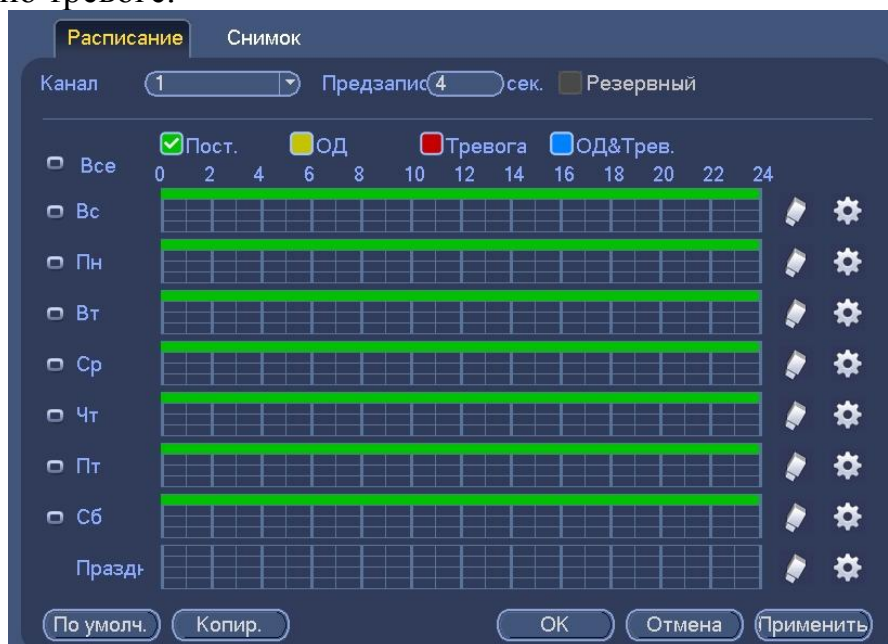 по тревоге.
Расписание Снимок
Канал 1 Предзапис 4 сек. Резервный
Пост. ОД Тревога ОД&Трев.
Все 0 2 4 6 8 10 12 14 16 18 20 22 24
Вс
Пн
Вт
Ср
Чт
Пт
Сб
Праздн
По умолч. Копир. ОК Отмена Применить